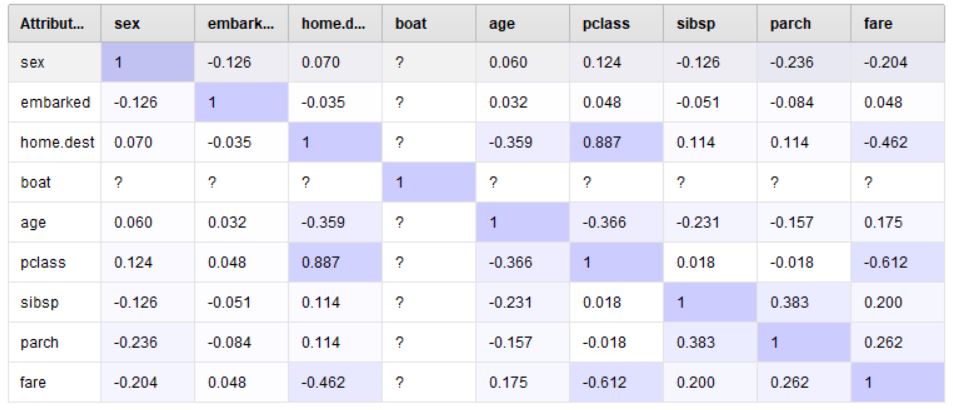 Attribut... sex embark... home.d... boat age pclass sibsp parch fare
sex 1 -0.126 0.070 ? 0.060 0.124 -0.126 -0.236 -0.204
embarked -0.126 1 -0.035 ? 0.032 0.048 -0.051 -0.084 0.048
home.dest 0.070 -0.035 1 ? -0.359 0.887 0.114 0.114 -0.462
boat ? ? ? 1 ? ? ? ? ?
age 0.060 0.032 -0.359 ? 1 -0.366 -0.231 -0.157 0.175
pclass 0.124 0.048 0.887 ? -0.366 1 0.018 -0.018 -0.612
sibsp -0.126 -0.051 0.114 ? -0.231 0.018 1 0.383 0.200
parch -0.236 -0.084 0.114 ? -0.157 -0.018 0.383 1 0.262
fare -0.204 0.048 -0.462 ? 0.175 -0.612 0.200 0.262 1